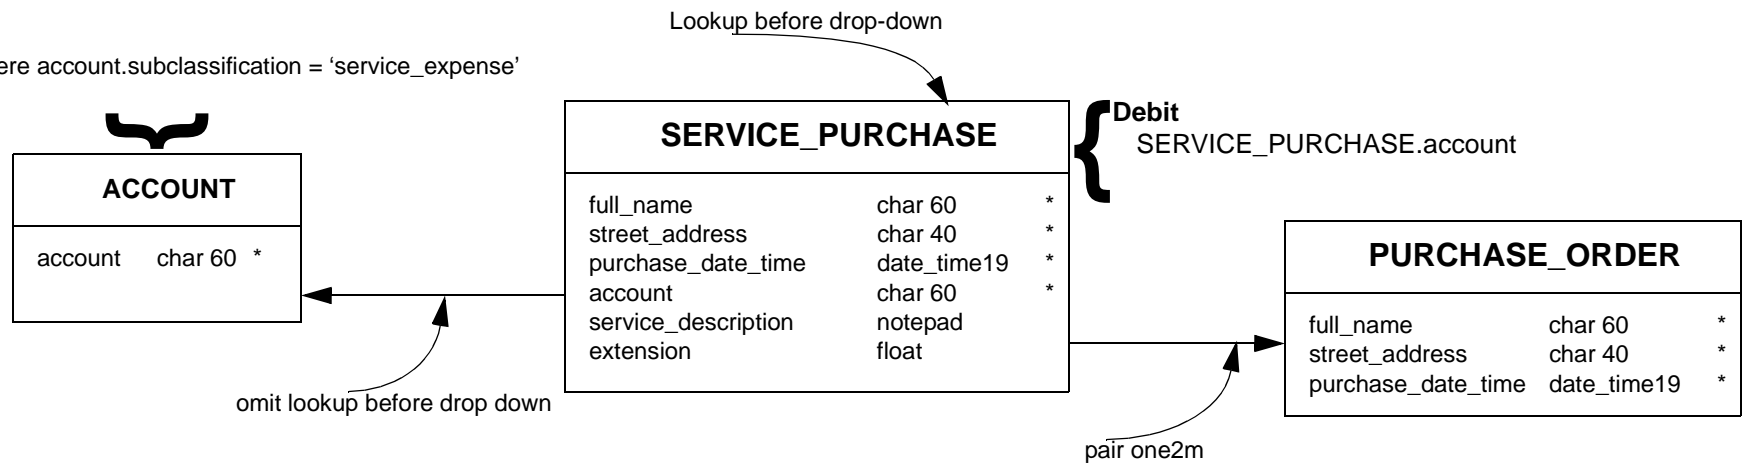 Lookup before drop-down
ere account.subclassification = ‘service_expense’
ACCOUNT
account char 60 *
SERVICE_PURCHASE
full_name char 60 *
street_address char 40 *
purchase_date_time date_time19 *
account char 60 *
service_description notepad
extension float
Debit
SERVICE_PURCHASE.account
PURCHASE_ORDER
full_name char 60 *
street_address char 40 *
purchase_date_time date_time19 *
omit lookup before drop down
pair one2m